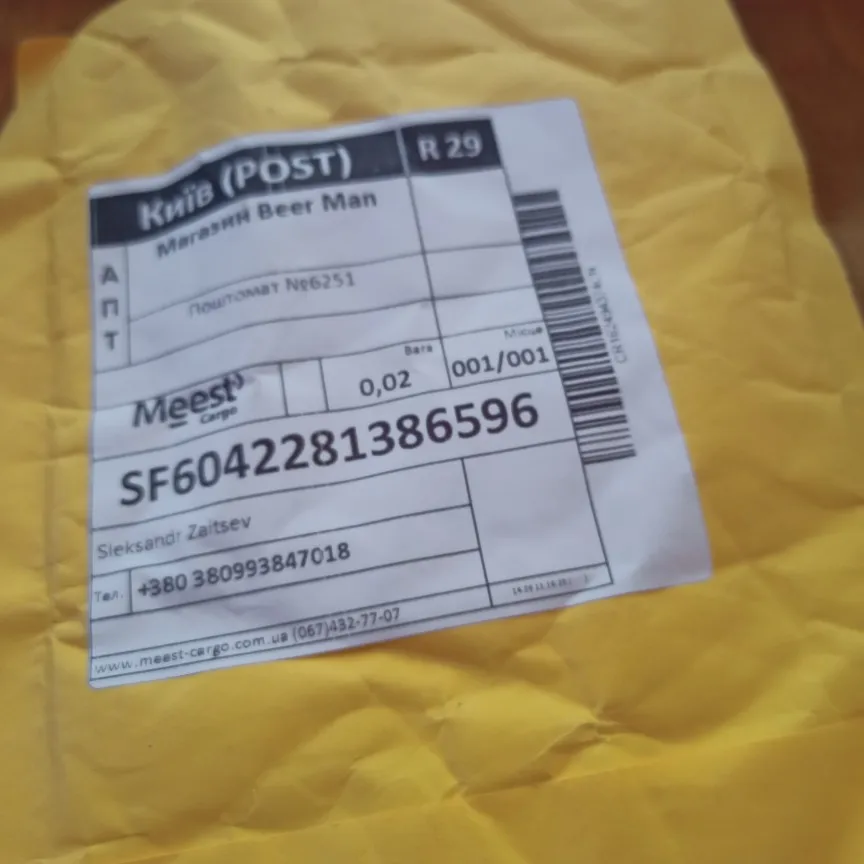 Київ (POST) R 29
Магазин Beer Man
АПТ
Поштомат №6251
Вага Місце
Meest Cargo 0,02 001/001
SF6042281386596
Sleksandr Zaitsev
Тел. +380 380993847018
www.meest-cargo.com.ua (067)432-77-07